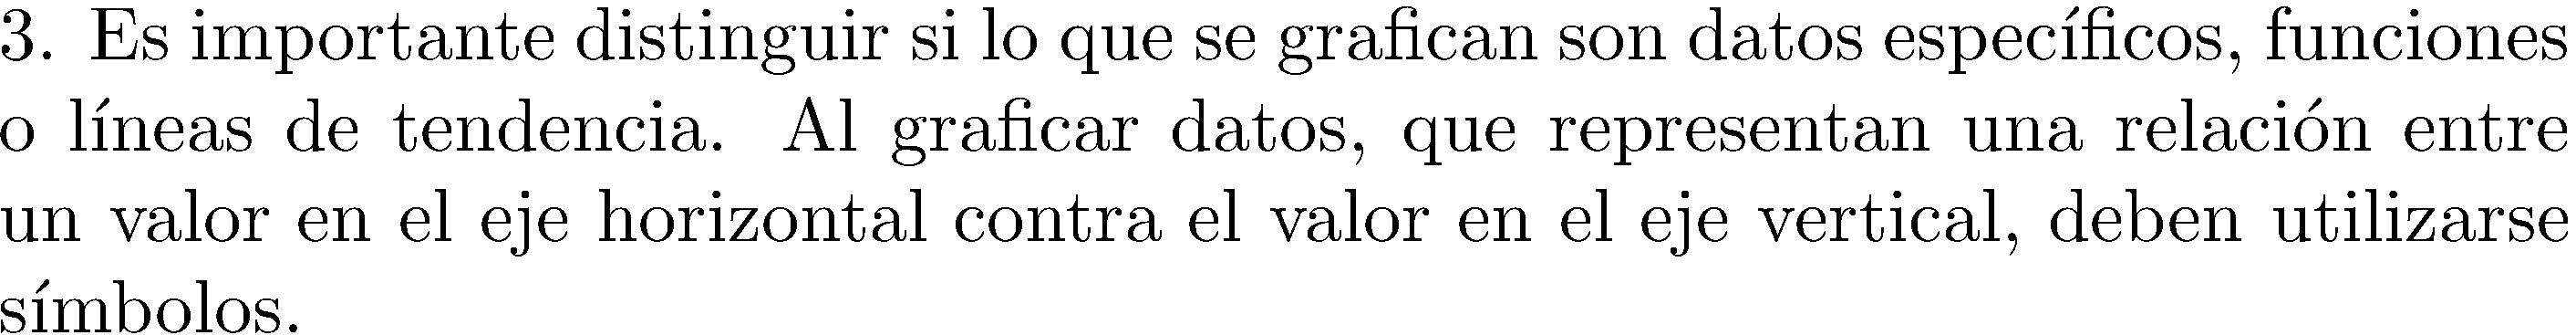 3. Es importante distinguir si lo que se grafican son datos específicos, funciones
o líneas de tendencia. Al graficar datos, que representan una relación entre
un valor en el eje horizontal contra el valor en el eje vertical, deben utilizarse
símbolos.